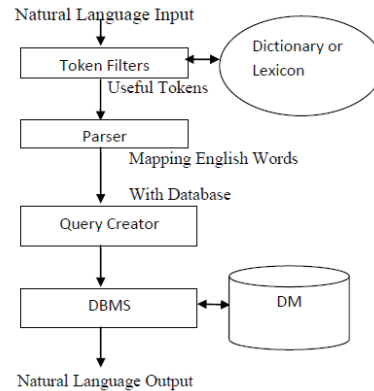 Natural Language Input
Token Filters
Dictionary or
Lexicon
Useful Tokens
Parser
Mapping English Words
With Database
Query Creator
DBMS
DM
Natural Language Output